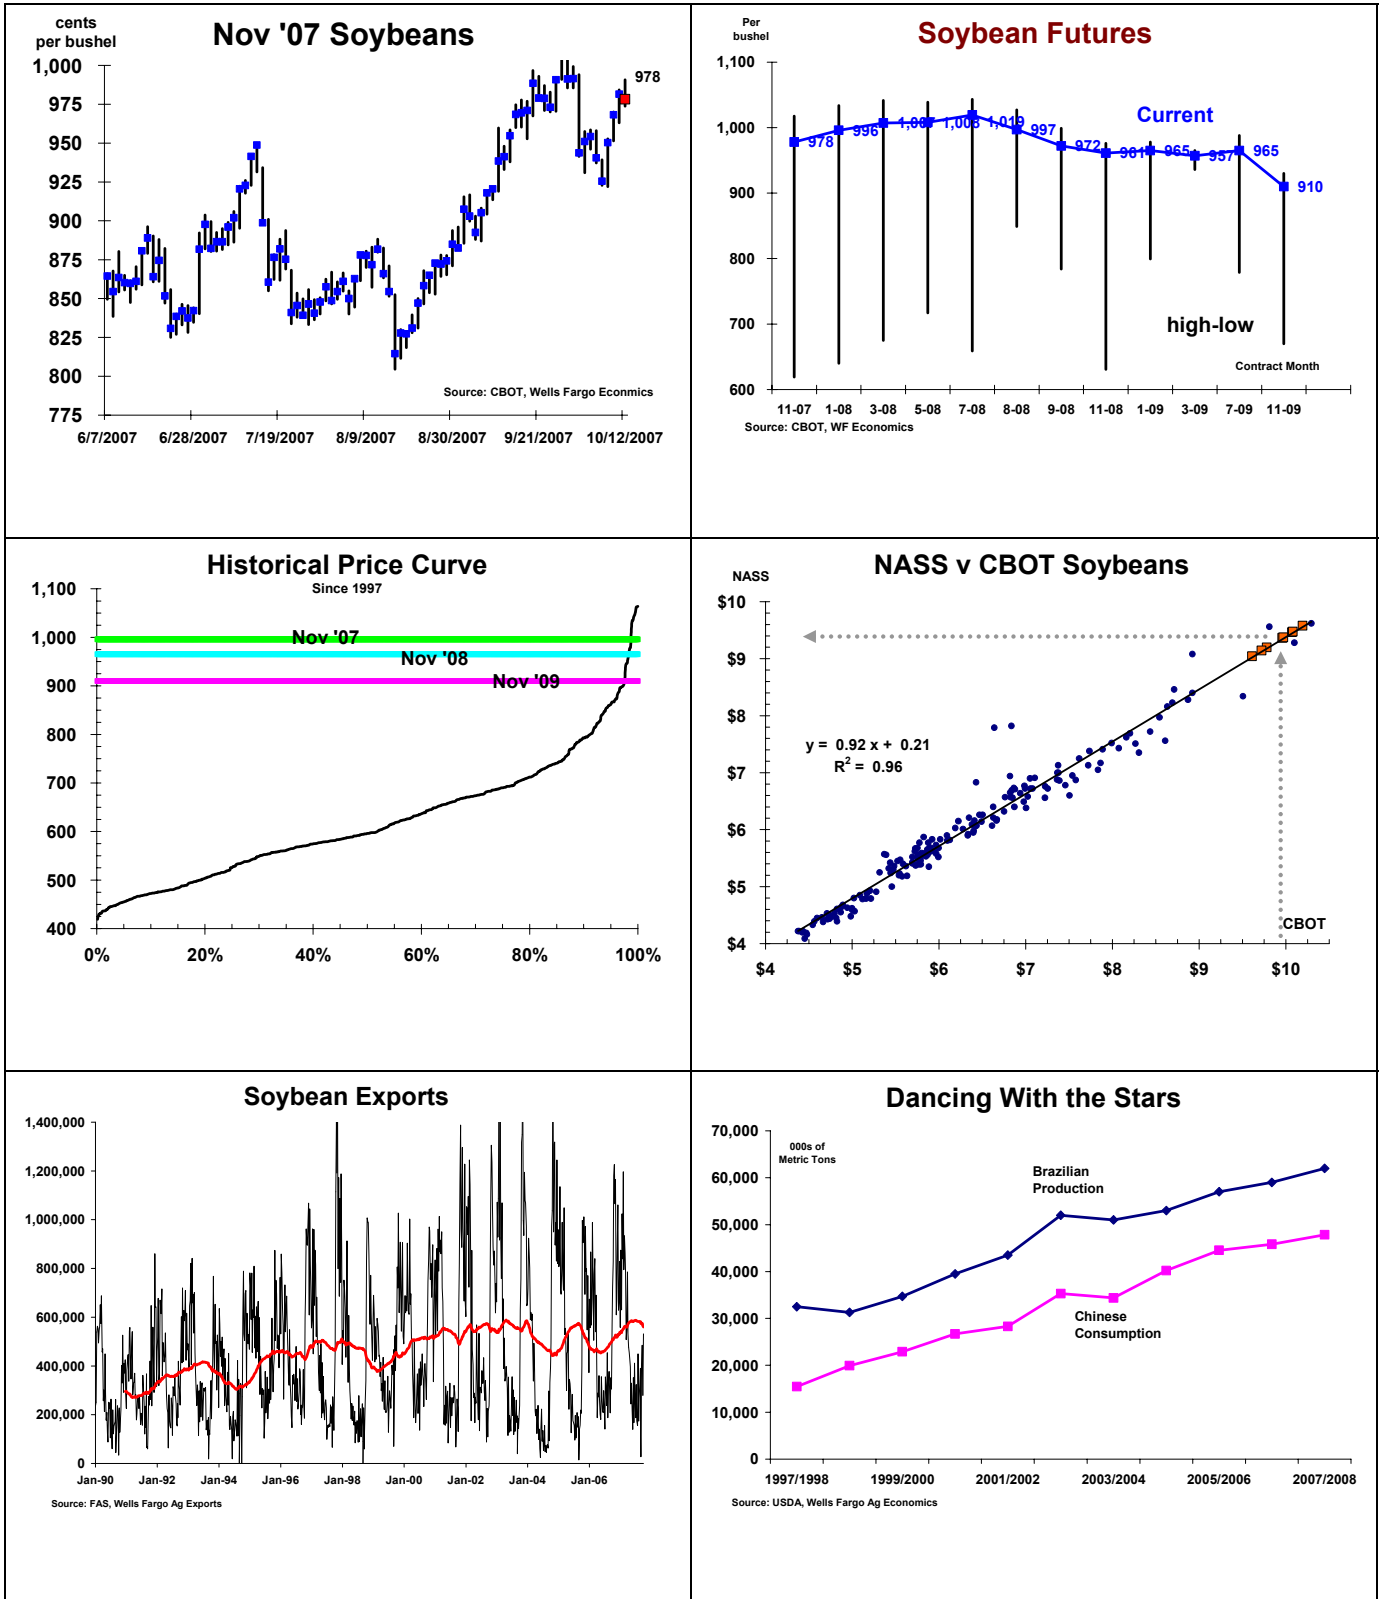 cents
per bushel
Nov '07 Soybeans
1,000
975
950
925
900
875
850
825
800
775
978
Source: CBOT, Wells Fargo Econmics
6/7/2007 6/28/2007 7/19/2007 8/9/2007 8/30/2007 9/21/2007 10/12/2007
Per
bushel
Soybean Futures
1,100
1,000
900
800
700
600
Current
978 996 1,007 1,008 1,019 997 972 961 965 957 965 910
high-low
Contract Month
11-07 1-08 3-08 5-08 7-08 8-08 9-08 11-08 1-09 3-09 7-09 11-09
Source: CBOT, WF Economics
Historical Price Curve
Since 1997
1,100
1,000
900
800
700
600
500
400
Nov '07
Nov '08
Nov '09
0% 20% 40% 60% 80% 100%
NASS v CBOT Soybeans
NASS
$10
$9
$8
$7
$6
$5
$4
y = 0.92 x + 0.21
R² = 0.96
CBOT
$4 $5 $6 $7 $8 $9 $10
Soybean Exports
1,400,000
1,200,000
1,000,000
800,000
600,000
400,000
200,000
0
Jan-90 Jan-92 Jan-94 Jan-96 Jan-98 Jan-00 Jan-02 Jan-04 Jan-06
Source: FAS, Wells Fargo Ag Exports
Dancing With the Stars
70,000
60,000
50,000
40,000
30,000
20,000
10,000
0
000s of
Metric Tons
Brazilian
Production
Chinese
Consumption
1997/1998 1999/2000 2001/2002 2003/2004 2005/2006 2007/2008
Source: USDA, Wells Fargo Ag Economics